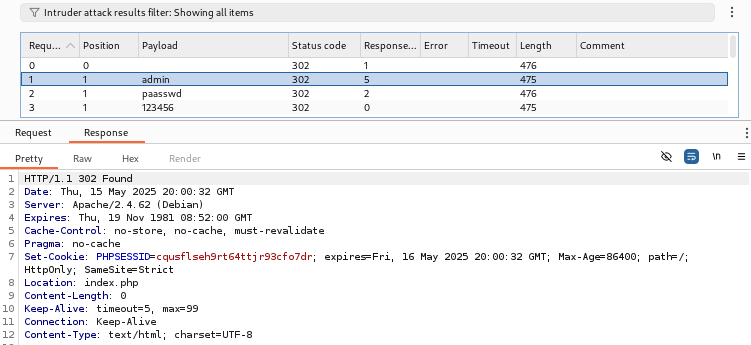 Intruder attack results filter: Showing all items
Requ... Position Payload Status code Response... Error Timeout Length Comment
0 0 302 1 476
1 1 admin 302 5 475
2 1 paasswd 302 2 476
3 1 123456 302 0 475
Request Response
Pretty Raw Hex Render \n
1 HTTP/1.1 302 Found
2 Date: Thu, 15 May 2025 20:00:32 GMT
3 Server: Apache/2.4.62 (Debian)
4 Expires: Thu, 19 Nov 1981 08:52:00 GMT
5 Cache-Control: no-store, no-cache, must-revalidate
6 Pragma: no-cache
7 Set-Cookie: PHPSESSID=cqusflseh9rt64ttjr93cfo7dr; expires=Fri, 16 May 2025 20:00:32 GMT; Max-Age=86400; path=/;
HttpOnly; SameSite=Strict
8 Location: index.php
9 Content-Length: 0
10 Keep-Alive: timeout=5, max=99
11 Connection: Keep-Alive
12 Content-Type: text/html; charset=UTF-8